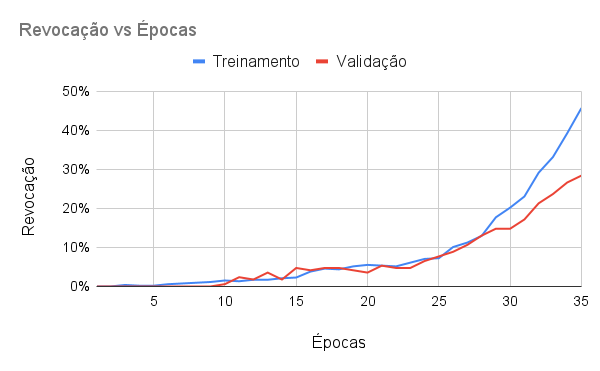 Revocação vs Épocas
Treinamento Validação
50%
40%
30%
20%
10%
0%
Revocação
5 10 15 20 25 30 35
Épocas